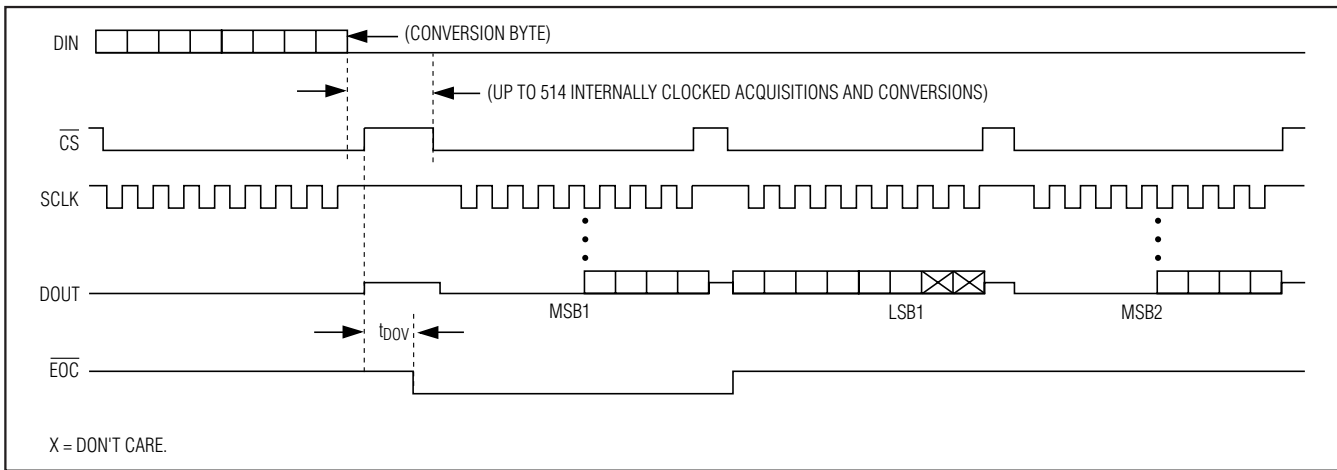 DIN
(CONVERSION BYTE)
(UP TO 514 INTERNALLY CLOCKED ACQUISITIONS AND CONVERSIONS)
CS
SCLK
DOUT
MSB1
LSB1
MSB2
tDOV
EOC
X = DON'T CARE.